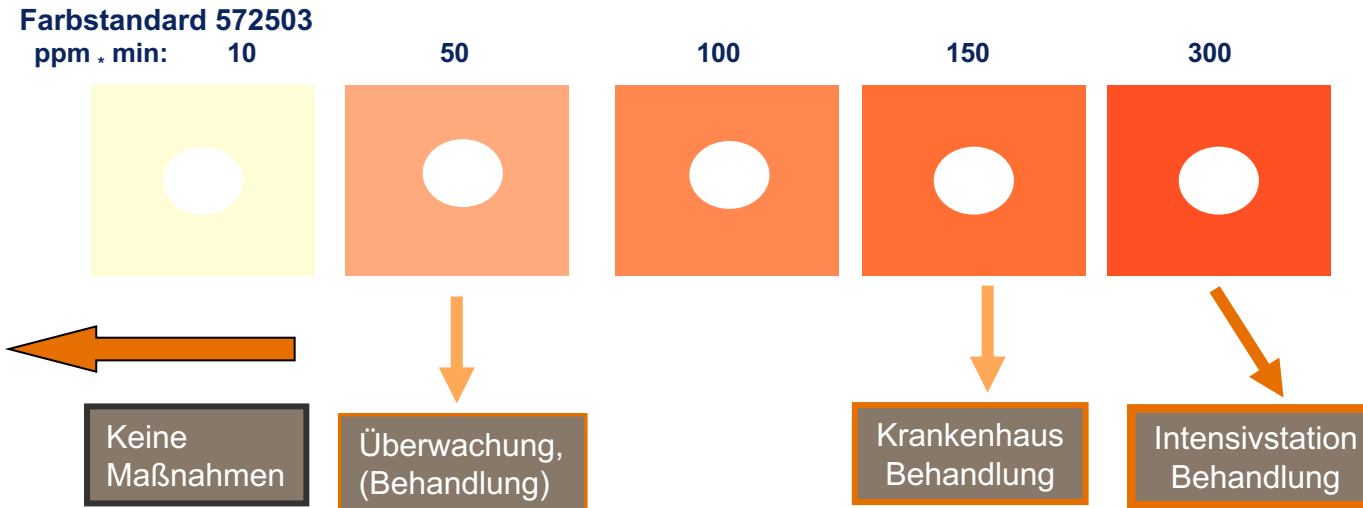 Farbstandard 572503
ppm * min: 10 50 100 150 300
Keine
Maßnahmen
Überwachung,
(Behandlung)
Krankenhaus
Behandlung
Intensivstation
Behandlung